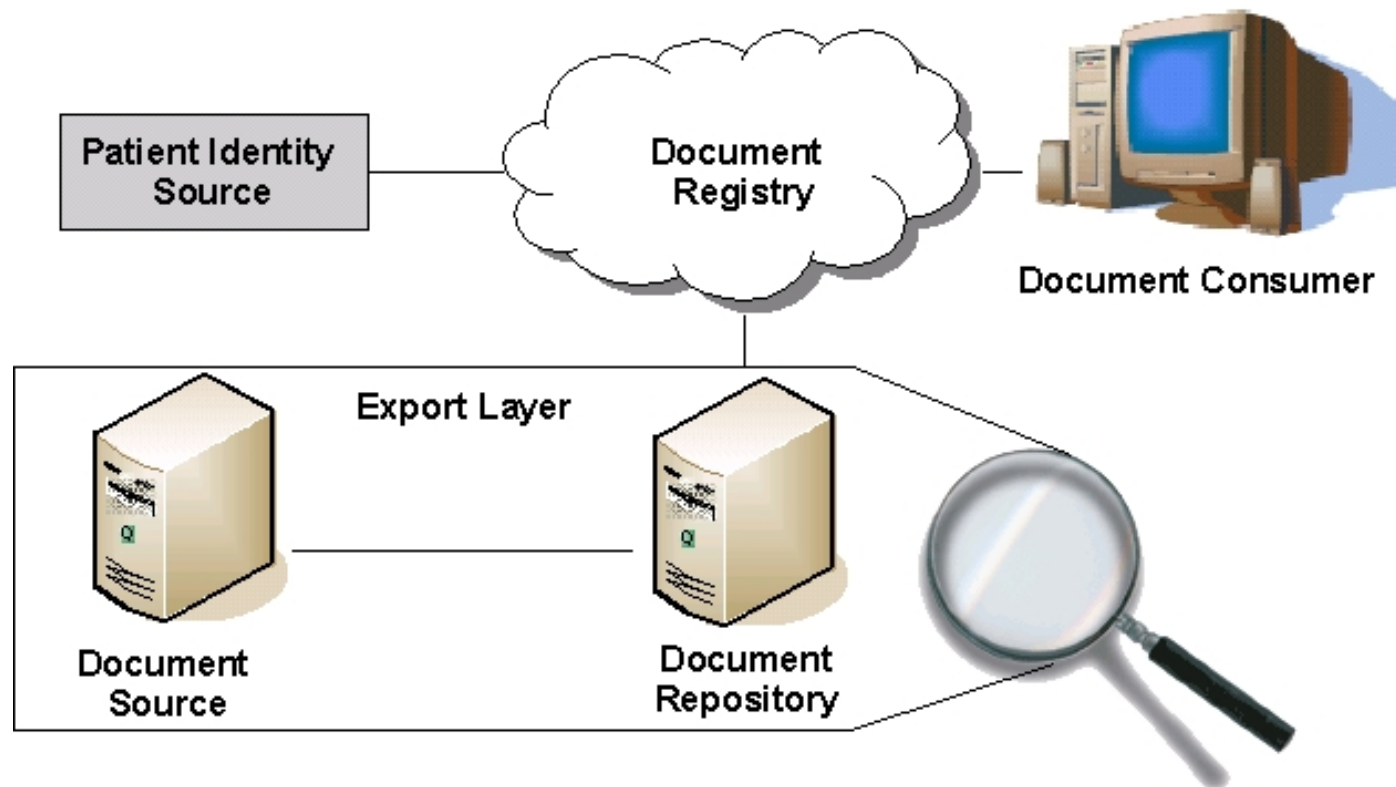 Patient Identity
Source
Document
Registry
Document Consumer
Export Layer
Q
Q
Document
Source
Document
Repository